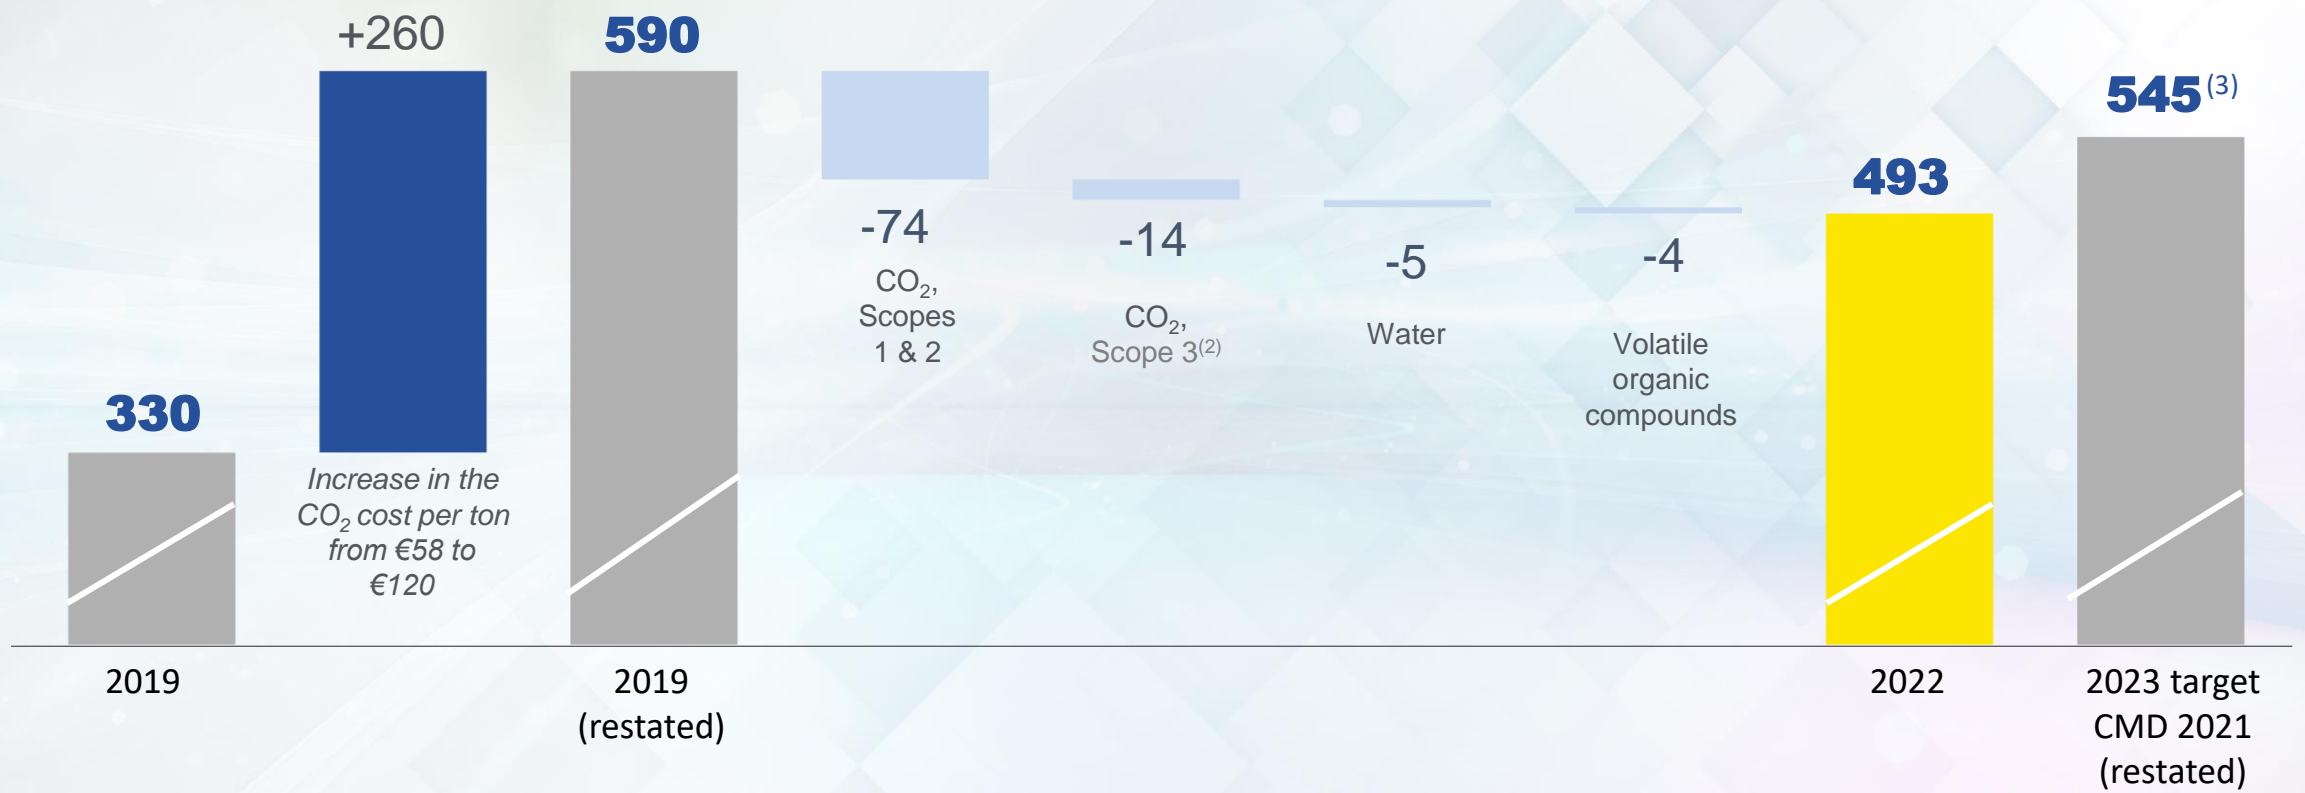 330
2019
+260
Increase in the
CO₂ cost per ton
from €58 to
€120
590
2019
(restated)
-74
CO₂,
Scopes
1 & 2
-14
CO₂,
Scope 3⁽²⁾
-5
Water
-4
Volatile
organic
compounds
493
2022
545⁽³⁾
2023 target
CMD 2021
(restated)